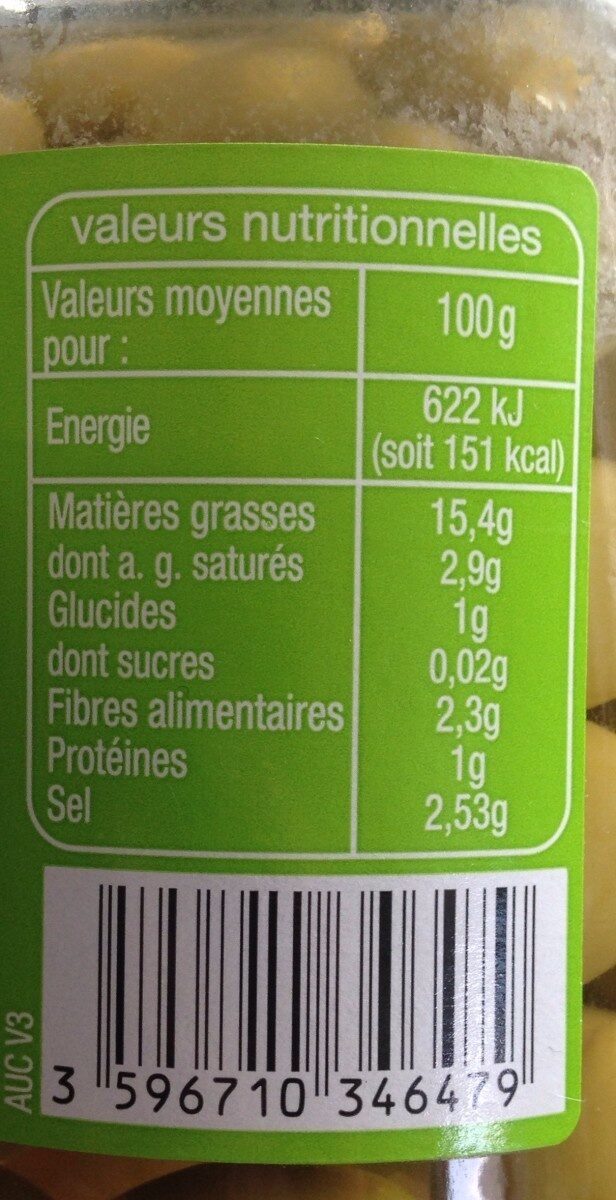 valeurs nutritionnelles
Valeurs moyennes pour : 100g
Energie 622 kJ (soit 151 kcal)
Matières grasses 15,4g
dont a. g. saturés 2,9g
Glucides 1g
dont sucres 0,02g
Fibres alimentaires 2,3g
Protéines 1g
Sel 2,53g
AUC V3
3 596710 346479